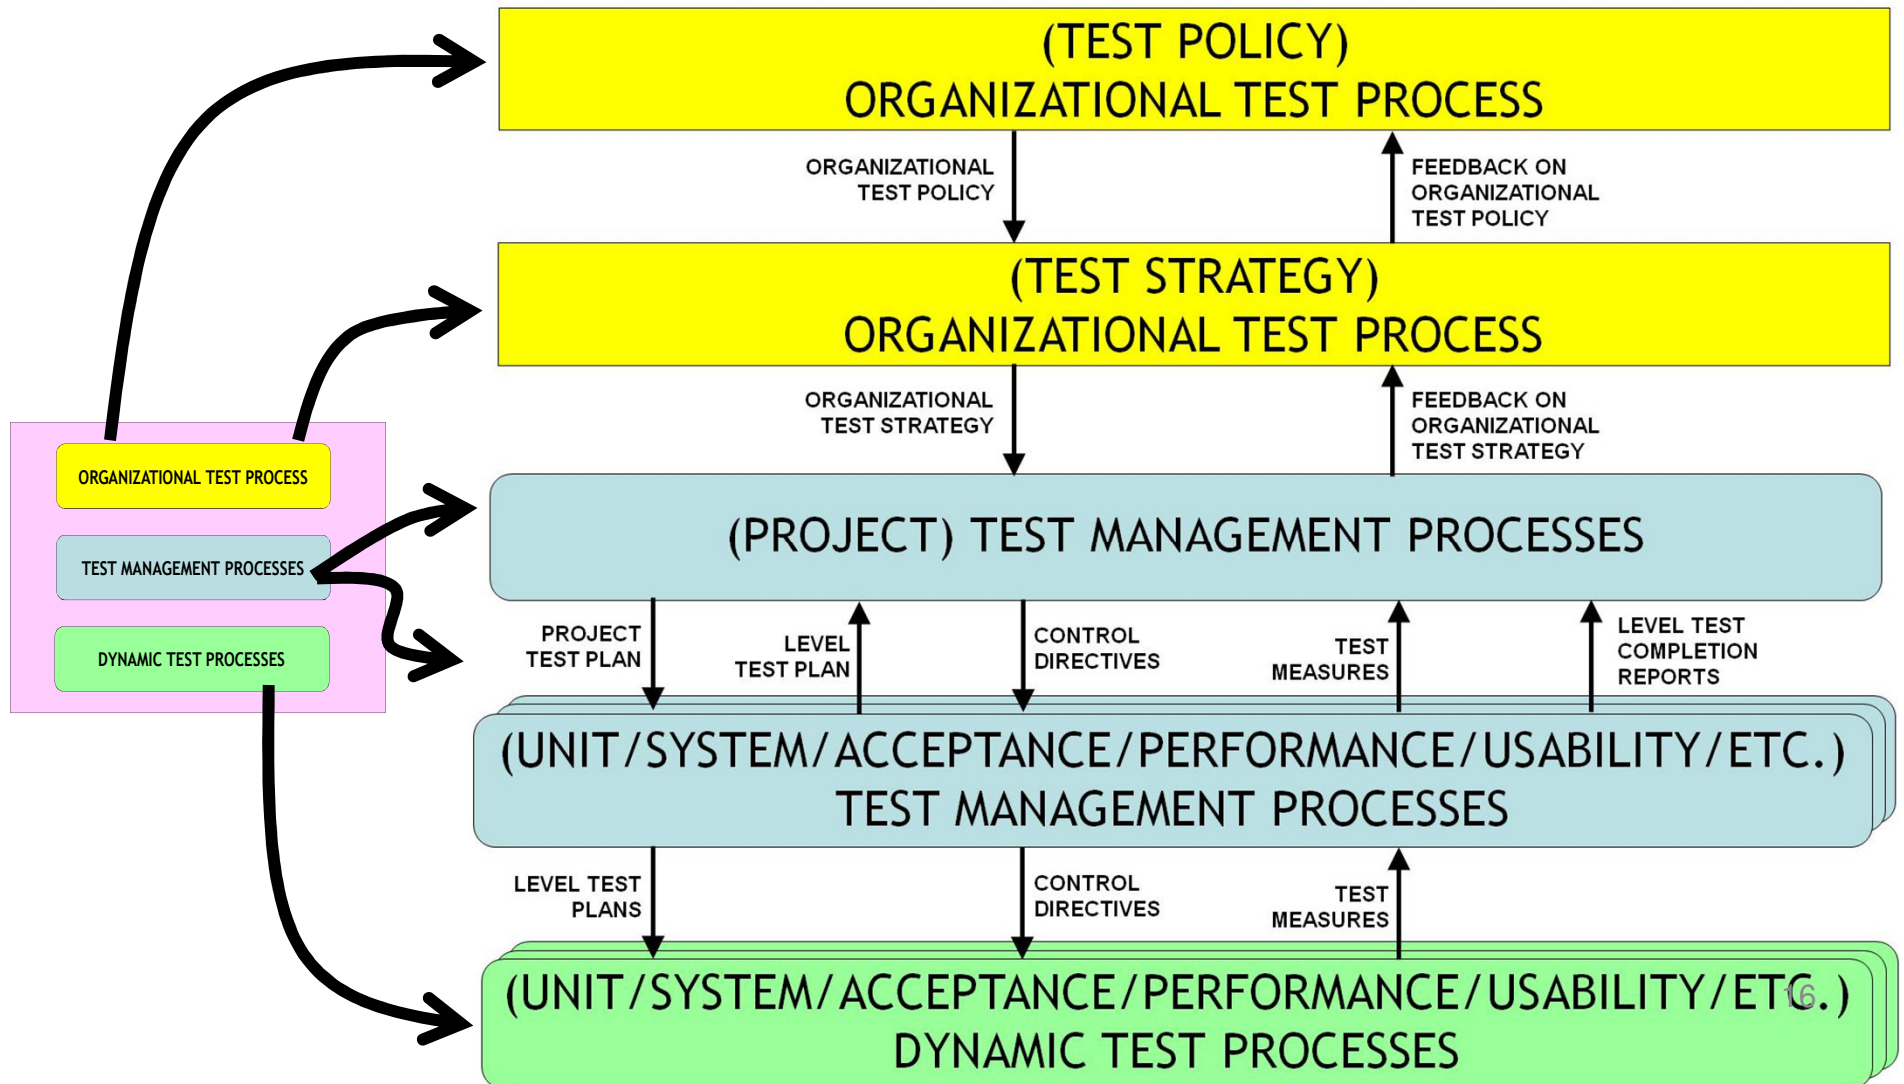 (TEST POLICY)
ORGANIZATIONAL TEST PROCESS
ORGANIZATIONAL
TEST POLICY
FEEDBACK ON
ORGANIZATIONAL
TEST POLICY
(TEST STRATEGY)
ORGANIZATIONAL TEST PROCESS
ORGANIZATIONAL
TEST STRATEGY
FEEDBACK ON
ORGANIZATIONAL
TEST STRATEGY
ORGANIZATIONAL TEST PROCESS
TEST MANAGEMENT PROCESSES
DYNAMIC TEST PROCESSES
(PROJECT) TEST MANAGEMENT PROCESSES
PROJECT
TEST PLAN
LEVEL
TEST PLAN
CONTROL
DIRECTIVES
TEST
MEASURES
LEVEL TEST
COMPLETION
REPORTS
(UNIT/SYSTEM/ACCEPTANCE/PERFORMANCE/USABILITY/ETC.)
TEST MANAGEMENT PROCESSES
LEVEL TEST
PLANS
CONTROL
DIRECTIVES
TEST
MEASURES
(UNIT/SYSTEM/ACCEPTANCE/PERFORMANCE/USABILITY/ETC.)
DYNAMIC TEST PROCESSES
16